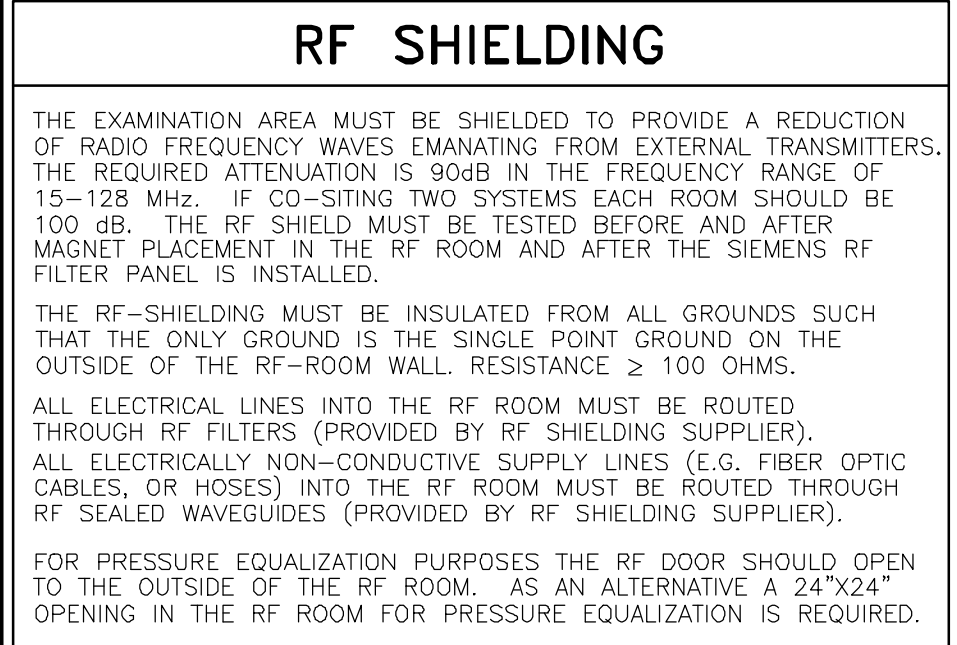 RF SHIELDING
THE EXAMINATION AREA MUST BE SHIELDED TO PROVIDE A REDUCTION
OF RADIO FREQUENCY WAVES EMANATING FROM EXTERNAL TRANSMITTERS.
THE REQUIRED ATTENUATION IS 90dB IN THE FREQUENCY RANGE OF
15-128 MHz. IF CO-SITING TWO SYSTEMS EACH ROOM SHOULD BE
100 dB. THE RF SHIELD MUST BE TESTED BEFORE AND AFTER
MAGNET PLACEMENT IN THE RF ROOM AND AFTER THE SIEMENS RF
FILTER PANEL IS INSTALLED.
THE RF-SHIELDING MUST BE INSULATED FROM ALL GROUNDS SUCH
THAT THE ONLY GROUND IS THE SINGLE POINT GROUND ON THE
OUTSIDE OF THE RF-ROOM WALL. RESISTANCE ≥ 100 OHMS.
ALL ELECTRICAL LINES INTO THE RF ROOM MUST BE ROUTED
THROUGH RF FILTERS (PROVIDED BY RF SHIELDING SUPPLIER).
ALL ELECTRICALLY NON-CONDUCTIVE SUPPLY LINES (E.G. FIBER OPTIC
CABLES, OR HOSES) INTO THE RF ROOM MUST BE ROUTED THROUGH
RF SEALED WAVEGUIDES (PROVIDED BY RF SHIELDING SUPPLIER).
FOR PRESSURE EQUALIZATION PURPOSES THE RF DOOR SHOULD OPEN
TO THE OUTSIDE OF THE RF ROOM. AS AN ALTERNATIVE A 24"X24"
OPENING IN THE RF ROOM FOR PRESSURE EQUALIZATION IS REQUIRED.